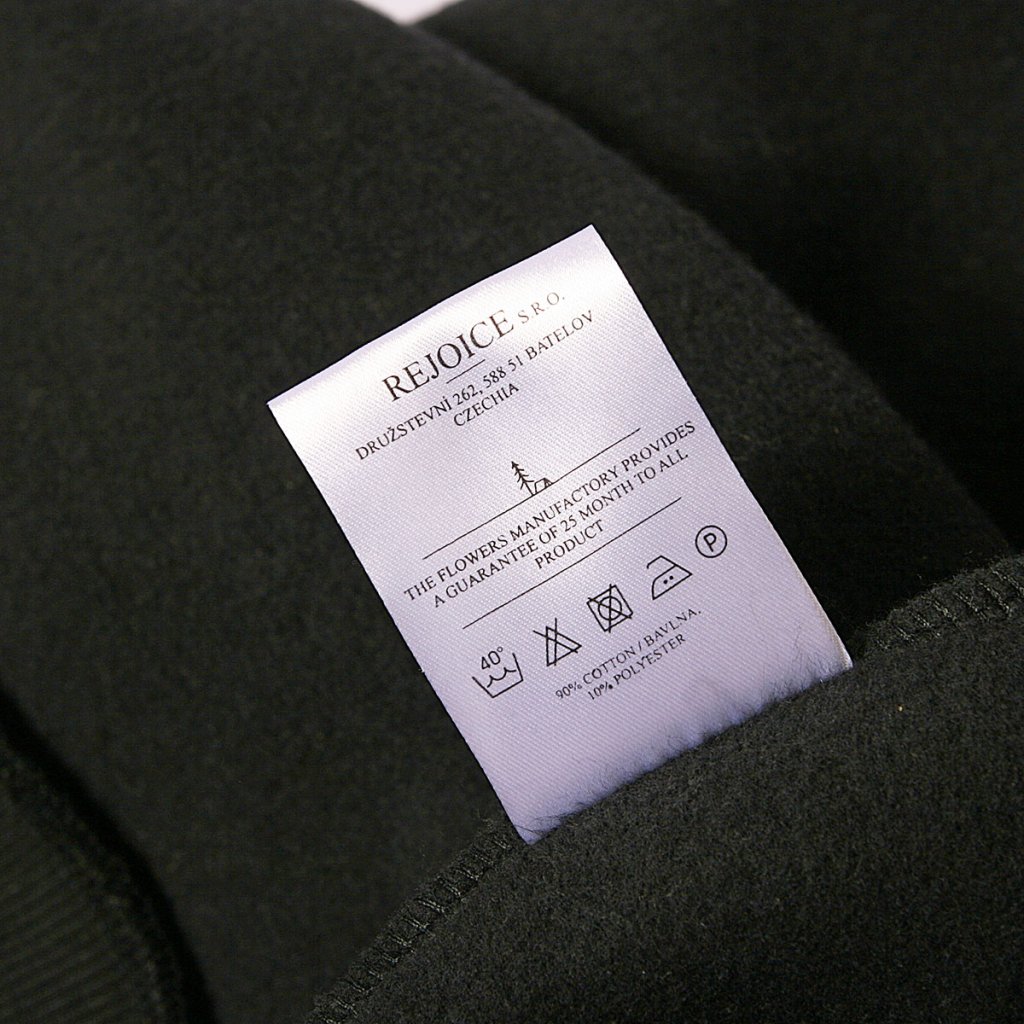 REJOICE S.R.O.
DRUŽSTEVNÍ 262, 588 51 BATELOV
CZECHIA
THE FLOWERS MANUFACTORY PROVIDES
A GUARANTEE OF 25 MONTH TO ALL
PRODUCT
40°
P
90% COTTON / BAVLNA,
10% POLYESTER